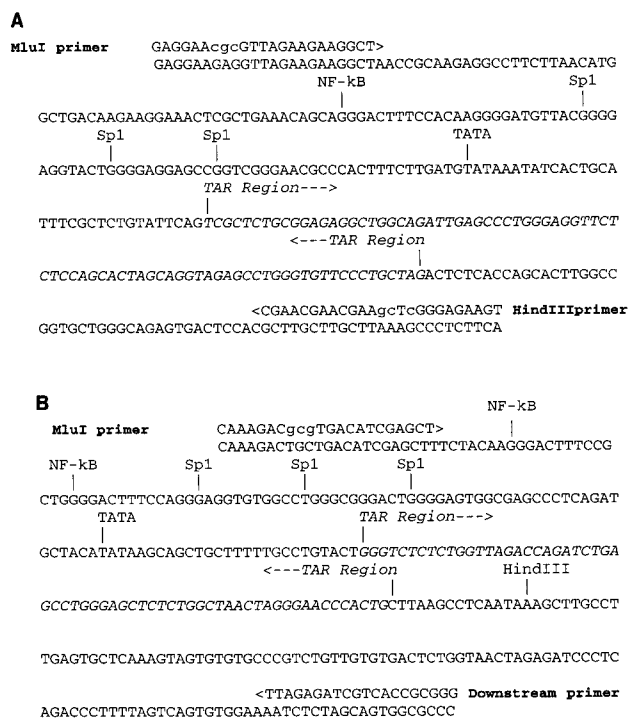 A
MluI primer GAGGAAcgcGTTAGAAGAAGGCT>
GAGGAAGAGGTTAGAAGAAGGCTAACCGCAAGAGGCCTTCTTAACATG
NF-kB Sp1
GCTGACAAGAAGGAAACTCGCTGAAACAGCAGGGACTTTCCACAAGGGGATGTTACGGGG
Sp1 Sp1 TATA
AGGTACTGGGGAGGAGCCGGTCGGGAACGCCCACTTTCTTGATGTATAAATATCACTGCA
TAR Region--->
TTTCGCTCTGTATTCAGTCGCTCTGCGGAGAGGCTGGCAGATTGAGCCCTGGGAGGTTCT
<---TAR Region
CTCCAGCACTAGCAGGTAGAGCCTGGGTGTTCCCTGCTAGACTCTCACCAGCACTTGGCC
<CGAACGAACGAAgcTcGGGAGAAGT HindIIIprimer
GGTGCTGGGCAGAGTGACTCCACGCTTGCTTGCTTAAAGCCCTCTTCA
B
NF-kB
MluI primer CAAAGACgcgTGACATCGAGCT>
CAAAGACTGCTGACATCGAGCTTTCTACAAGGGACTTTCCG
NF-kB Sp1 Sp1 Sp1
CTGGGGACTTTCCAGGGAGGTGTGGCCTGGGCGGGACTGGGGAGTGGCGAGCCCTCAGAT
TATA TAR Region--->
GCTACATATAAGCAGCTGCTTTTTGCCTGTACTGGGTCTCTCTGGTTAGACCAGATCTGA
<---TAR Region HindIII
GCCTGGGAGCTCTCTGGCTAACTAGGGAACCCACTGCTTAAGCCTCAATAAAGCTTGCCT
TGAGTGCTCAAAGTAGTGTGTGCCCGTCTGTTGTGTGACTCTGGTAACTAGAGATCCCTC
<TTAGAGATCGTCACCGCGGG Downstream primer
AGACCCTTTTAGTCAGTGTGGAAAATCTCTAGCAGTGGCGCCC